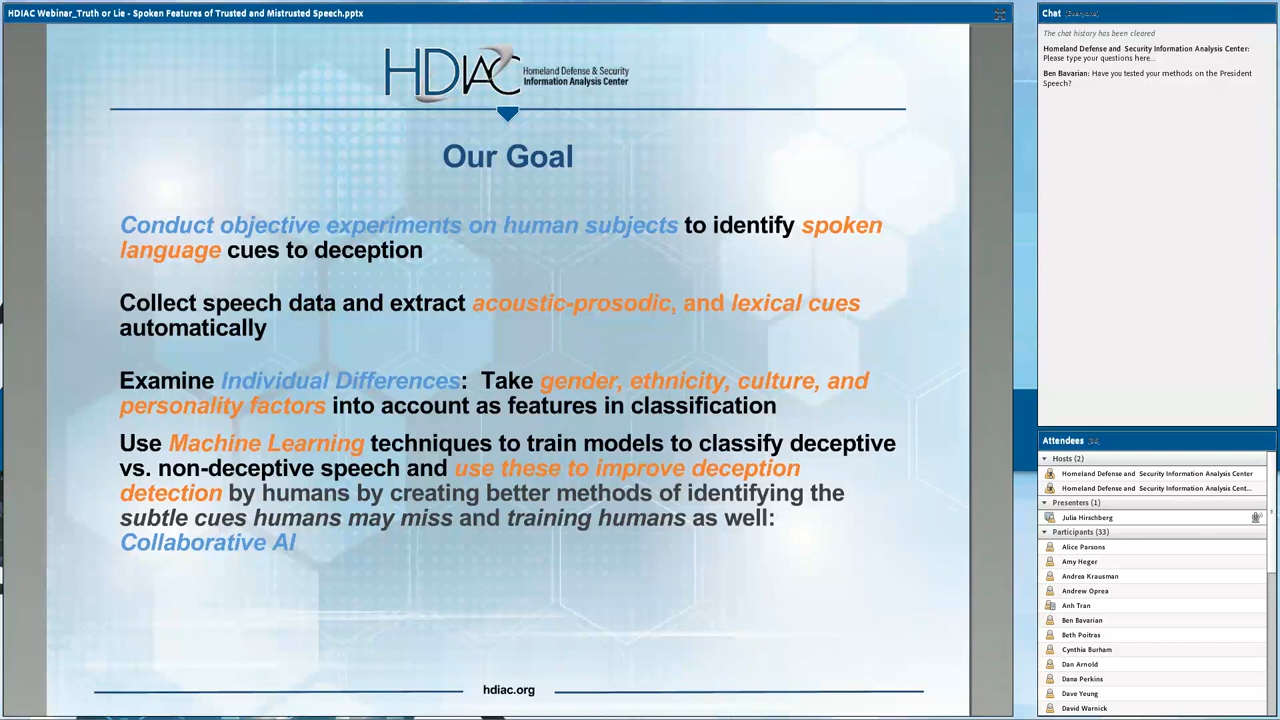 HDIAC Webinar_Truth or Lie - Spoken Features of Trusted and Mistrusted Speech.pptx
HDIAC
Homeland Defense & Security
Information Analysis Center
Our Goal
Conduct objective experiments on human subjects to identify spoken
language cues to deception
Collect speech data and extract acoustic-prosodic, and lexical cues
automatically
Examine Individual Differences:  Take gender, ethnicity, culture, and
personality factors into account as features in classification
Use Machine Learning techniques to train models to classify deceptive
vs. non-deceptive speech and use these to improve deception
detection by humans by creating better methods of identifying the
subtle cues humans may miss and training humans as well:
Collaborative AI
hdiac.org
Chat (Everyone)
The chat history has been cleared
Homeland Defense and  Security Information Analysis Center:
Please type your questions here...
Ben Bavarian: Have you tested your methods on the President
Speech?
Attendees
Hosts (2)
Homeland Defense and  Security Information Analysis Center
Homeland Defense and  Security Information Analysis Cent...
Presenters (1)
Julia Hirschberg
Participants (33)
Alice Parsons
Amy Heger
Andrea Krausman
Andrew Oprea
Anh Tran
Ben Bavarian
Beth Poitras
Cynthia Burham
Dan Arnold
Dana Perkins
Dave Yeung
David Warnick